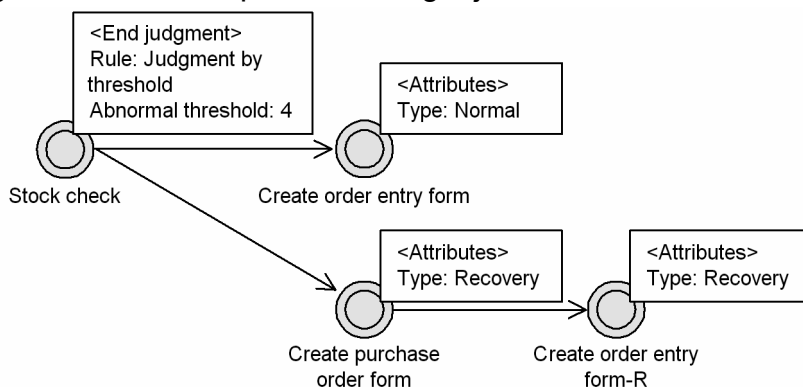 <End judgment>
Rule: Judgment by
threshold
Abnormal threshold: 4
<Attributes>
Type: Normal
Stock check
Create order entry form
<Attributes>
Type: Recovery
<Attributes>
Type: Recovery
Create purchase
order form
Create order entry
form-R